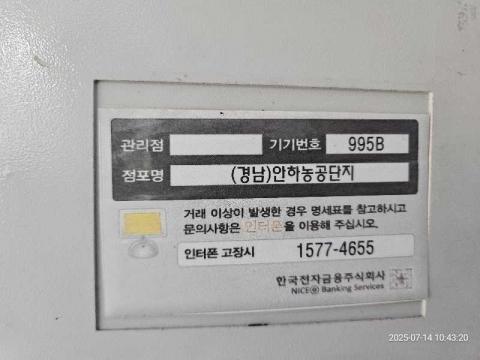 관리점 기기번호 995B
점포명 (경남)안하농공단지
거래 이상이 발생한 경우 명세표를 참고하시고
문의사항은 인터폰을 이용해 주십시오.
인터폰 고장시 1577-4655
한국전자금융주식회사
NICE Banking Services
2025-07-14 10:43:20